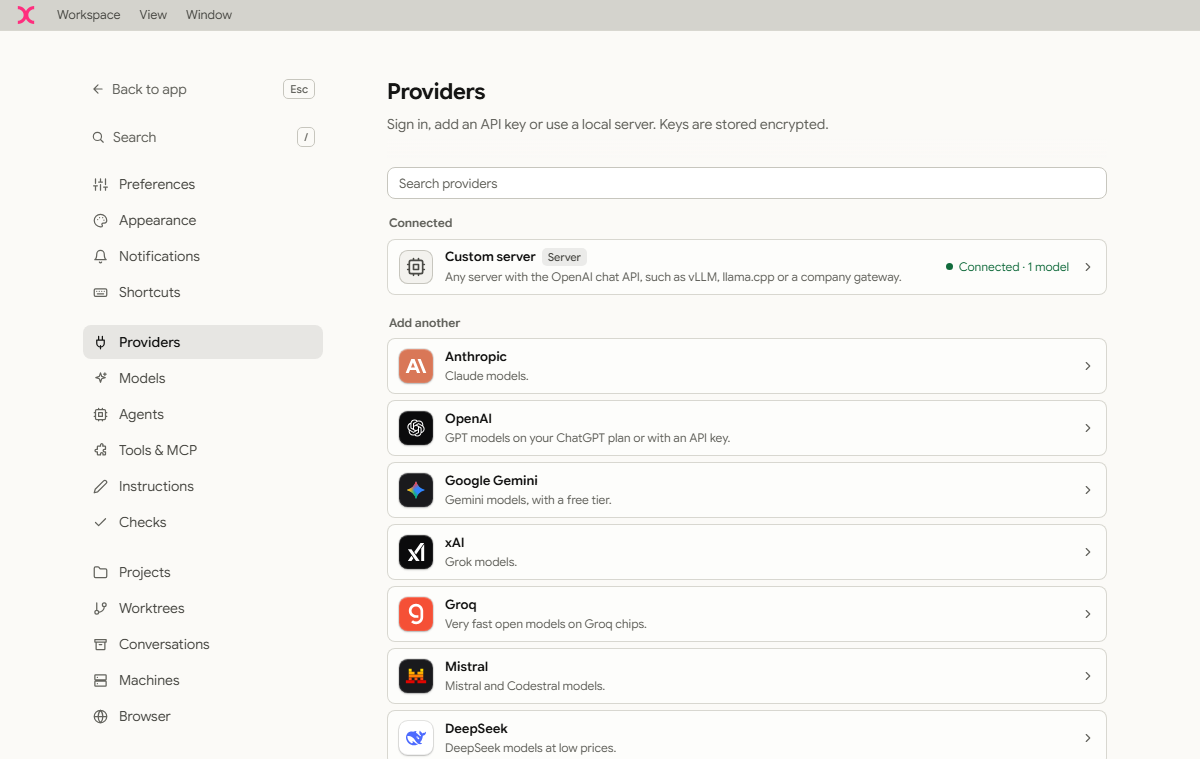 Workspace View Window
Back to app Esc
Search /
Preferences
Appearance
Notifications
Shortcuts
Providers
Models
Agents
Tools & MCP
Instructions
Checks
Projects
Worktrees
Conversations
Machines
Browser
Providers
Sign in, add an API key or use a local server. Keys are stored encrypted.
Search providers
Connected
Custom server Server
Any server with the OpenAI chat API, such as vLLM, llama.cpp or a company gateway.
Connected · 1 model
Add another
Anthropic
Claude models.
OpenAI
GPT models on your ChatGPT plan or with an API key.
Google Gemini
Gemini models, with a free tier.
xAI
Grok models.
Groq
Very fast open models on Groq chips.
Mistral
Mistral and Codestral models.
DeepSeek
DeepSeek models at low prices.